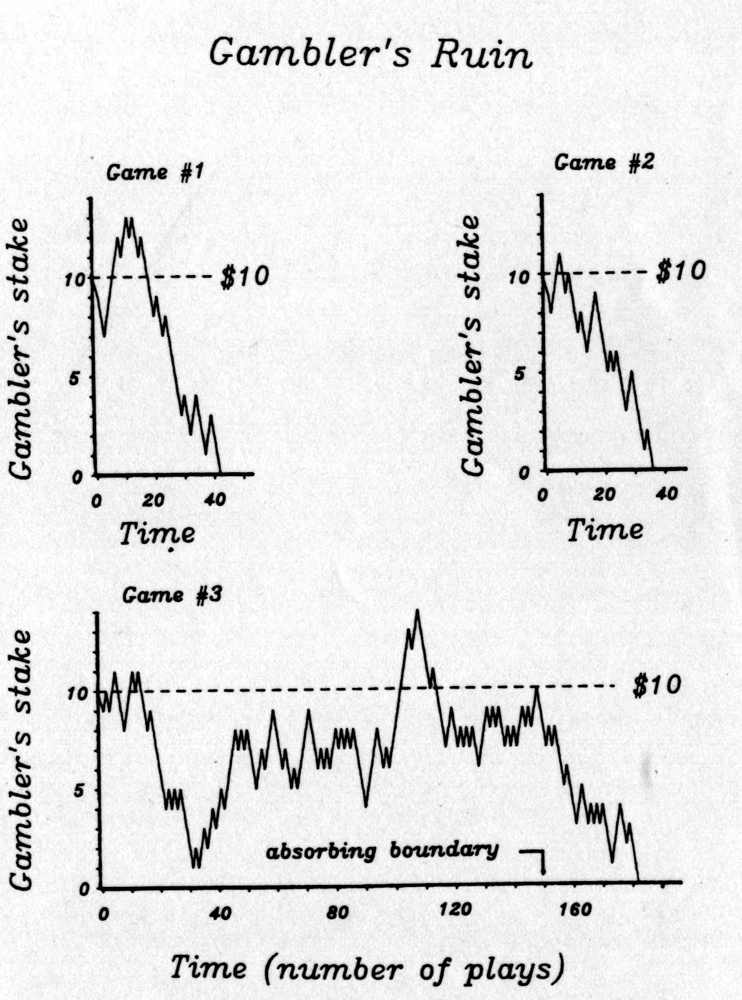 Gambler's Ruin
Game #1
Gambler's stake
10
5
0
$10
0 20 40
Time
Game #2
Gambler's stake
10
5
0
$10
0 20 40
Time
Game #3
Gambler's stake
10
5
0
$10
absorbing boundary
0 40 80 120 160
Time (number of plays)